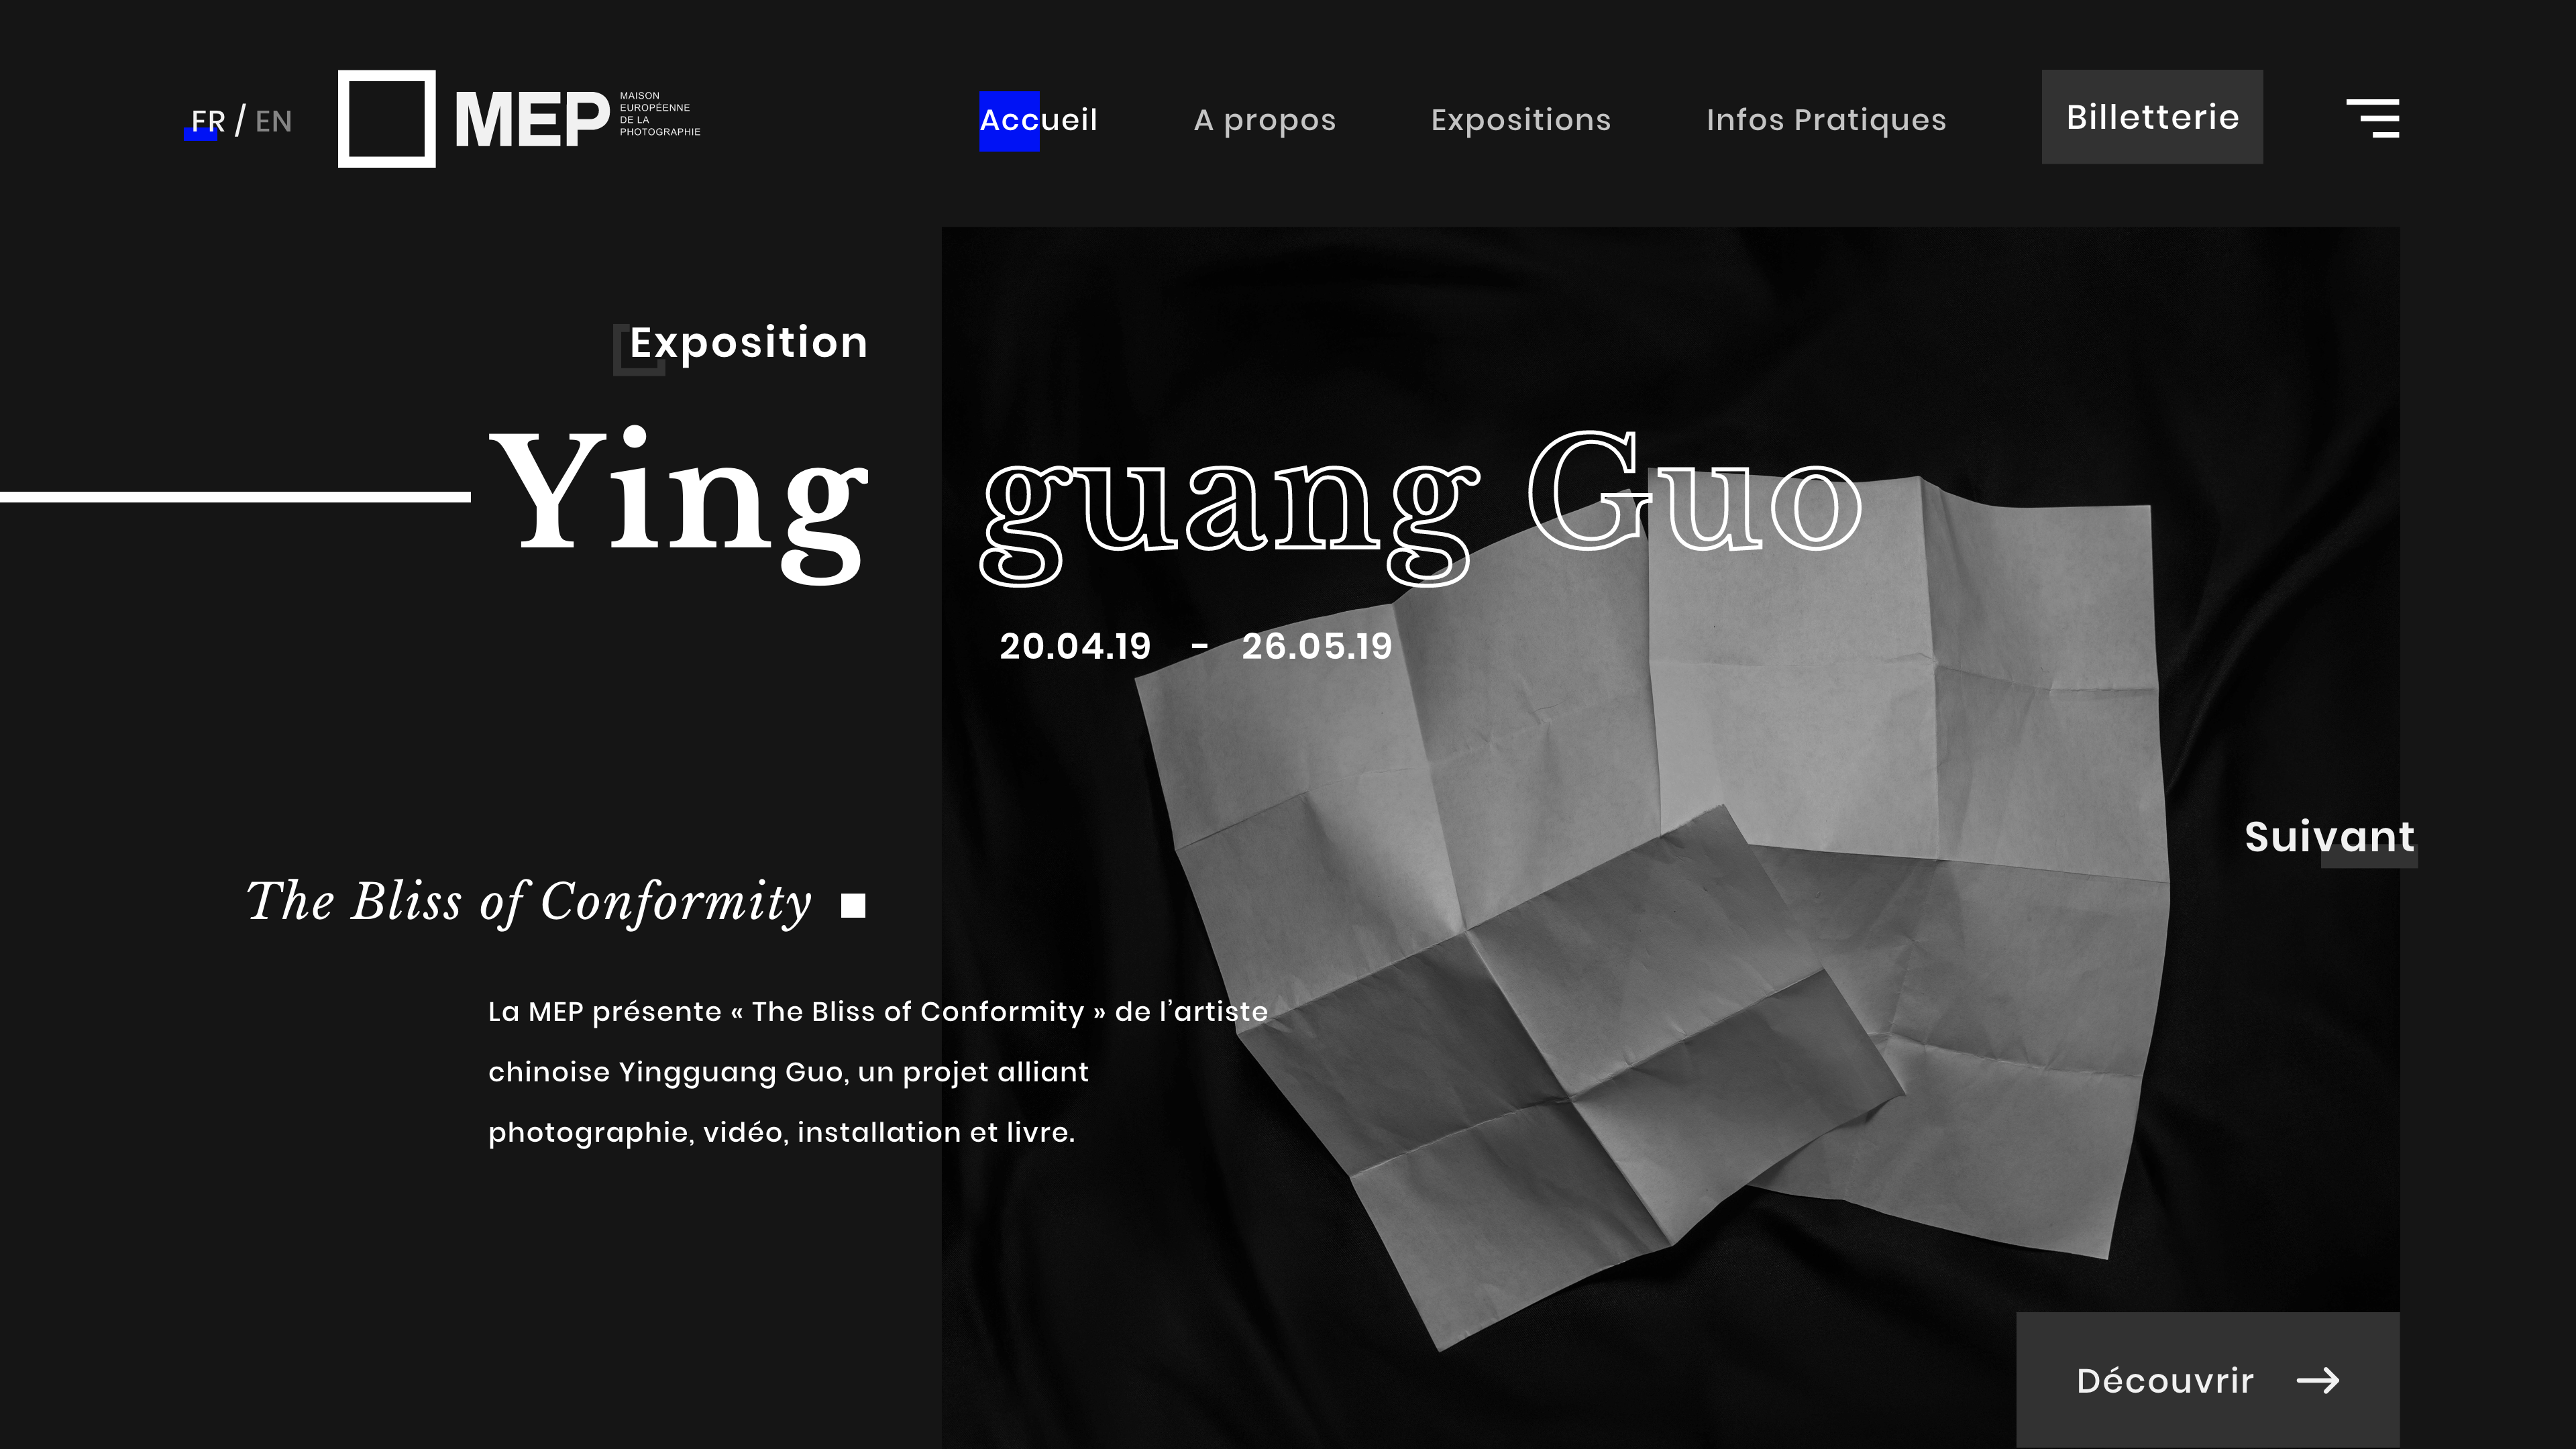 FR / EN
MEP
MAISON
EUROPÉENNE
DE LA
PHOTOGRAPHIE
Accueil
A propos
Expositions
Infos Pratiques
Billetterie
Exposition
Ying guang Guo
20.04.19 - 26.05.19
Suivant
The Bliss of Conformity
La MEP présente « The Bliss of Conformity » de l’artiste
chinoise Yingguang Guo, un projet alliant
photographie, vidéo, installation et livre.
Découvrir